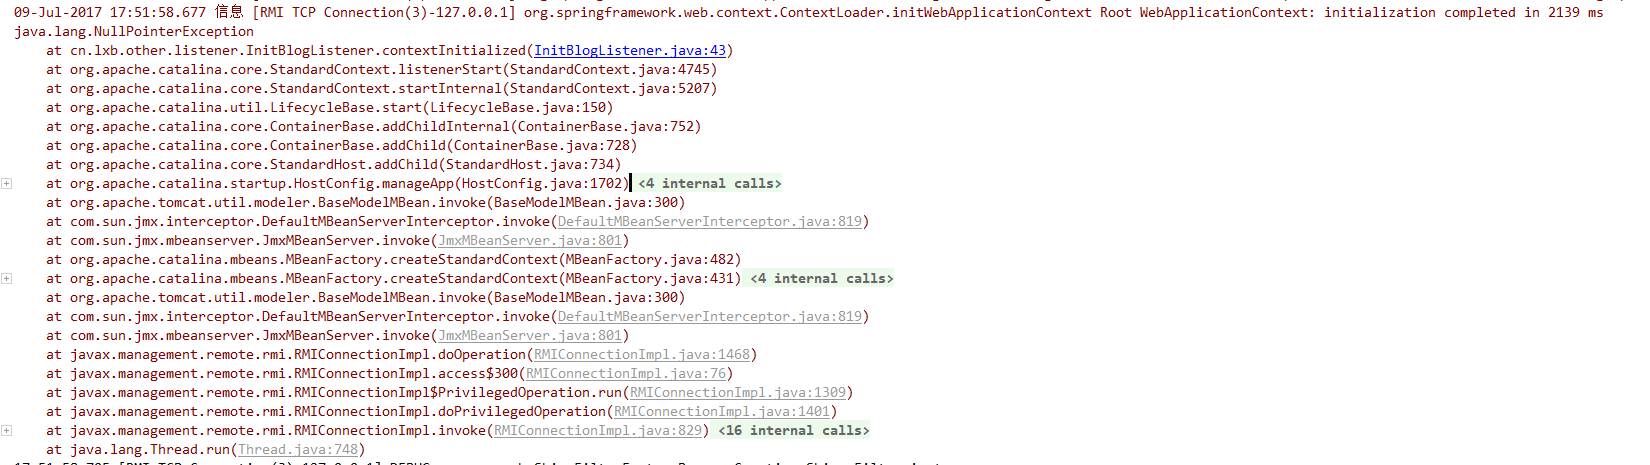 09-Jul-2017 17:51:58.677 信息 [RMI TCP Connection(3)-127.0.0.1] org.springframework.web.context.ContextLoader.initWebApplicationContext Root WebApplicationContext: initialization completed in 2139 ms
java.lang.NullPointerException
at cn.lxb.other.listener.InitBlogListener.contextInitialized(InitBlogListener.java:43)
at org.apache.catalina.core.StandardContext.listenerStart(StandardContext.java:4745)
at org.apache.catalina.core.StandardContext.startInternal(StandardContext.java:5207)
at org.apache.catalina.util.LifecycleBase.start(LifecycleBase.java:150)
at org.apache.catalina.core.ContainerBase.addChildInternal(ContainerBase.java:752)
at org.apache.catalina.core.ContainerBase.addChild(ContainerBase.java:728)
at org.apache.catalina.core.StandardHost.addChild(StandardHost.java:734)
at org.apache.catalina.startup.HostConfig.manageApp(HostConfig.java:1702) <4 internal calls>
at org.apache.tomcat.util.modeler.BaseModelMBean.invoke(BaseModelMBean.java:300)
at com.sun.jmx.interceptor.DefaultMBeanServerInterceptor.invoke(DefaultMBeanServerInterceptor.java:819)
at com.sun.jmx.mbeanserver.JmxMBeanServer.invoke(JmxMBeanServer.java:801)
at org.apache.catalina.mbeans.MBeanFactory.createStandardContext(MBeanFactory.java:482)
at org.apache.catalina.mbeans.MBeanFactory.createStandardContext(MBeanFactory.java:431) <4 internal calls>
at org.apache.tomcat.util.modeler.BaseModelMBean.invoke(BaseModelMBean.java:300)
at com.sun.jmx.interceptor.DefaultMBeanServerInterceptor.invoke(DefaultMBeanServerInterceptor.java:819)
at com.sun.jmx.mbeanserver.JmxMBeanServer.invoke(JmxMBeanServer.java:801)
at javax.management.remote.rmi.RMIConnectionImpl.doOperation(RMIConnectionImpl.java:1468)
at javax.management.remote.rmi.RMIConnectionImpl.access$300(RMIConnectionImpl.java:76)
at javax.management.remote.rmi.RMIConnectionImpl$PrivilegedOperation.run(RMIConnectionImpl.java:1309)
at javax.management.remote.rmi.RMIConnectionImpl.doPrivilegedOperation(RMIConnectionImpl.java:1401)
at javax.management.remote.rmi.RMIConnectionImpl.invoke(RMIConnectionImpl.java:829) <16 internal calls>
at java.lang.Thread.run(Thread.java:748)